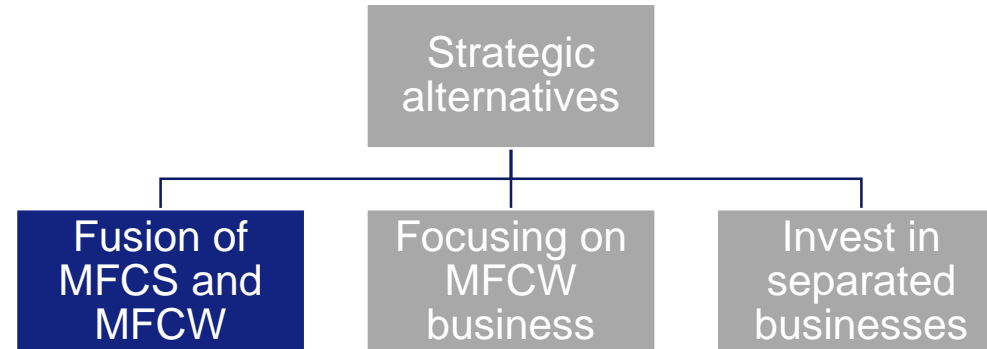 Strategic
alternatives
Fusion of
MFCS and
MFCW
Focusing on
MFCW
business
Invest in
separated
businesses